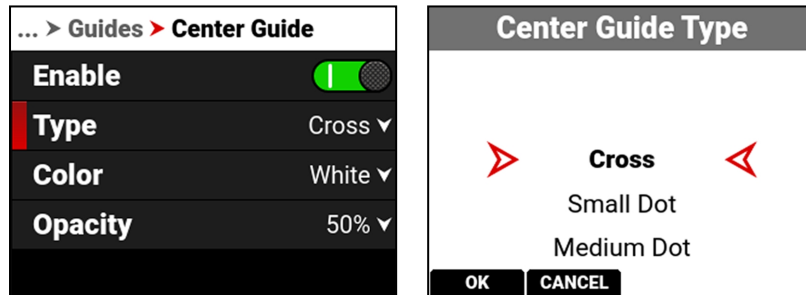 ... > Guides > Center Guide
Enable
Type Cross
Color White
Opacity 50%
Center Guide Type
Cross
Small Dot
Medium Dot
OK CANCEL